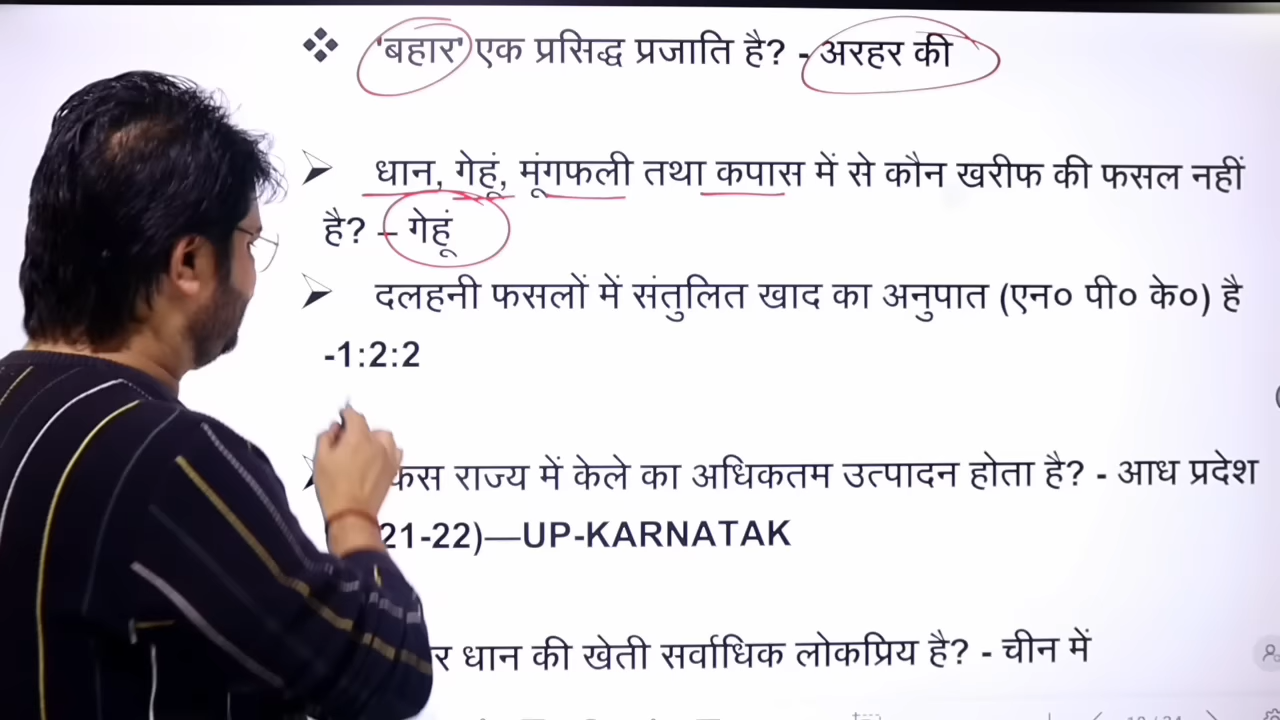 ❖ 'बहार' एक प्रसिद्ध प्रजाति है? - अरहर की
➢ धान, गेहूं, मूंगफली तथा कपास में से कौन खरीफ की फसल नहीं
है? – गेहूं
➢ दलहनी फसलों में संतुलित खाद का अनुपात (एन० पी० के०) है
-1:2:2
राज्य में केले का अधिकतम उत्पादन होता है? - आध प्रदेश
21-22)—UP-KARNATAK
धान की खेती सर्वाधिक लोकप्रिय है? - चीन में